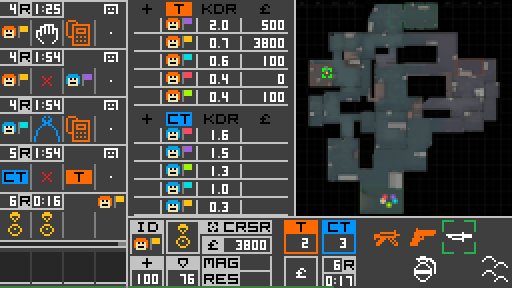 4R 1:25
4R 1:54
4R 1:54
5R 1:54
CT T
6R 0:16
+ T KDR £
2.0 500
0.7 3800
0.6 100
0.4 0
0.4 100
+ CT KDR £
1.6
1.5
1.3
1.0
0.3
ID CRSR T CT
£ 3800 2 3
+ MAG £ 6R
100 76 RES 0:17